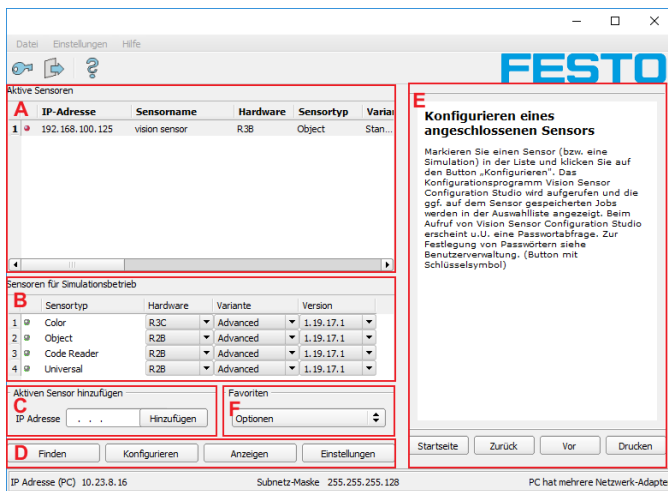 Datei Einstellungen Hilfe
FESTO
Aktive Sensoren
A IP-Adresse Sensorname Hardware Sensortyp
1 192.168.100.125 vision sensor R3B Object Stan...
Sensoren für Simulationsbetrieb
B Sensortyp Hardware Variante Version
1 Color R3C Advanced 1.19.17.1
2 Object R2B Advanced 1.19.17.1
3 Code Reader R2B Advanced 1.19.17.1
4 Universal R2B Advanced 1.19.17.1
Aktiven Sensor hinzufügen
C
IP Adresse . . . Hinzufügen
Favoriten
F
Optionen
D Finden Konfigurieren Anzeigen Einstellungen
E
Konfigurieren eines
angeschlossenen Sensors
Markieren Sie einen Sensor (bzw. eine
Simulation) in der Liste und klicken Sie auf
den Button „Konfigurieren". Das
Konfigurationsprogramm Vision Sensor
Configuration Studio wird aufgerufen und die
ggf. auf dem Sensor gespeicherten Jobs
werden in der Auswahlliste angezeigt. Beim
Aufruf von Vision Sensor Configuration Studio
erscheint u.U. eine Passwortabfrage. Zur
Festlegung von Passwörtern siehe
Benutzerverwaltung. (Button mit
Schlüsselsymbol)
Startseite Zurück Vor Drucken
IP Adresse (PC) 10.23.8.16 Subnetz-Maske 255.255.255.128 PC hat mehrere Netzwerk-Adapte